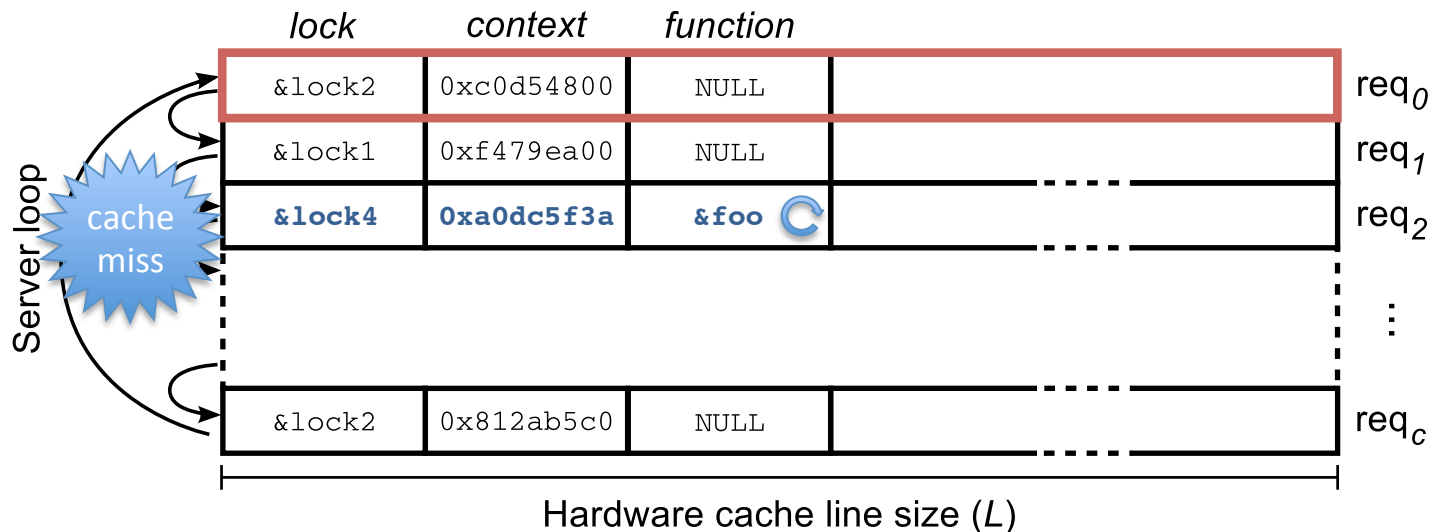 lock context function
&lock2 0xc0d54800 NULL req0
&lock1 0xf479ea00 NULL req1
&lock4 0xa0dc5f3a &foo req2
Server loop
cache
miss
...
&lock2 0x812ab5c0 NULL reqc
Hardware cache line size (L)